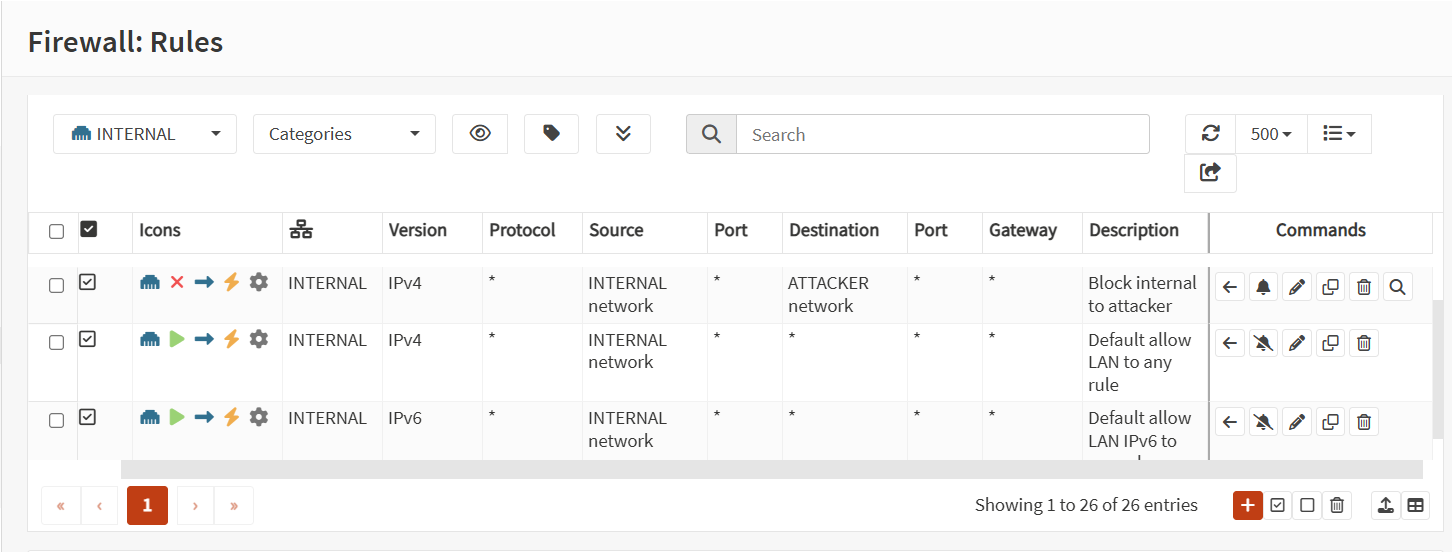 Firewall: Rules
INTERNAL
Categories
Search
500
Icons Version Protocol Source Port Destination Port Gateway Description Commands
INTERNAL IPv4 * INTERNAL * ATTACKER * * Block internal
network network to attacker
INTERNAL IPv4 * INTERNAL * * * * Default allow
network LAN to any
rule
INTERNAL IPv6 * INTERNAL * * * * Default allow
network LAN IPv6 to
« ‹ 1 › »
Showing 1 to 26 of 26 entries